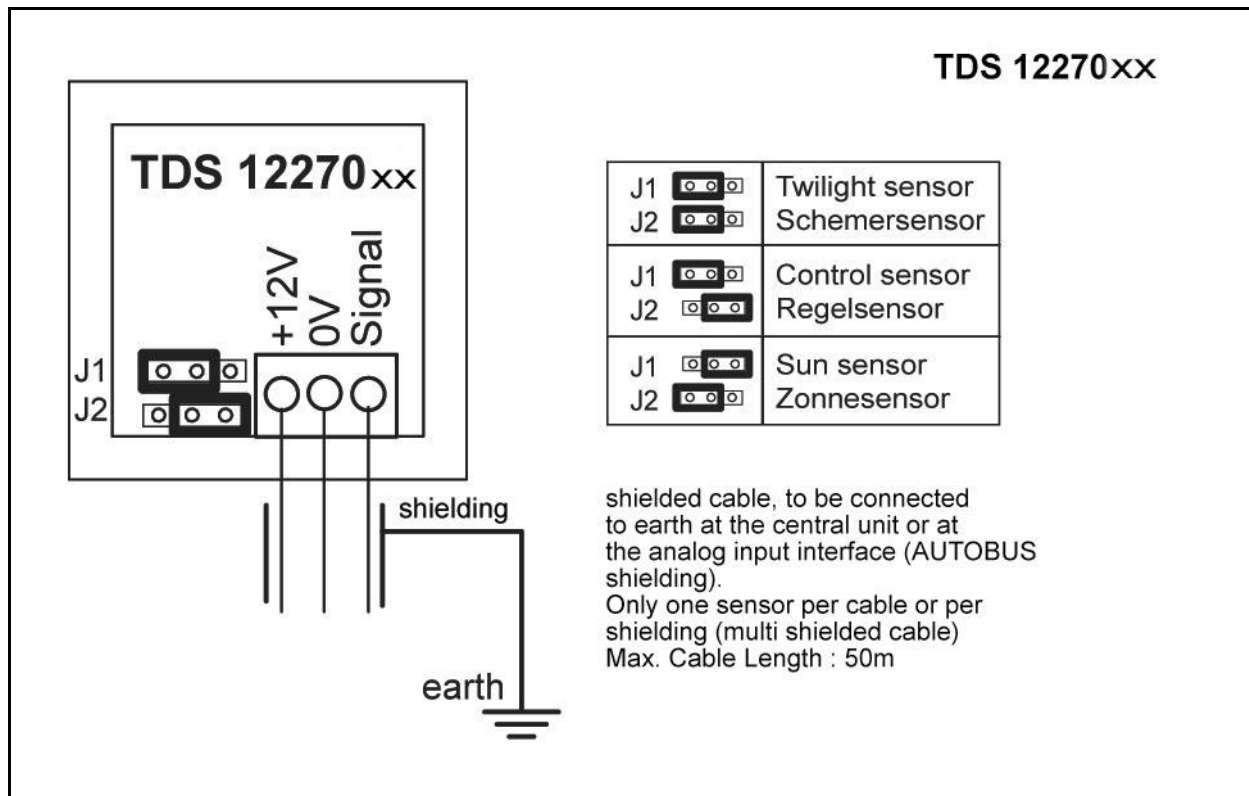 TDS 12270xx
TDS 12270xx
+12V
0V
Signal
J1
J2
shielding
earth
J1 Twilight sensor
J2 Schemersensor
J1 Control sensor
J2 Regelsensor
J1 Sun sensor
J2 Zonnesensor
shielded cable, to be connected
to earth at the central unit or at
the analog input interface (AUTOBUS
shielding).
Only one sensor per cable or per
shielding (multi shielded cable)
Max. Cable Length : 50m